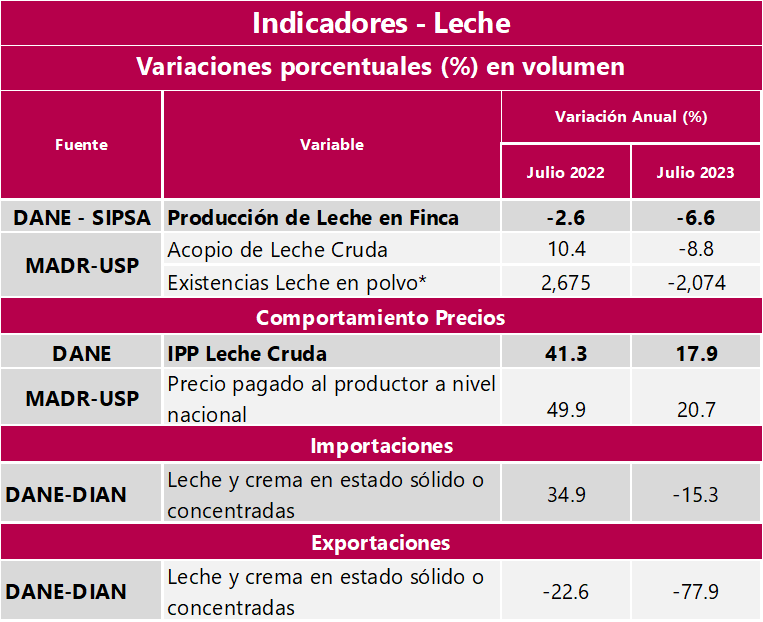 Indicadores - Leche
Variaciones porcentuales (%) en volumen
Fuente
Variable
Variación Anual (%)
Julio 2022
Julio 2023
DANE - SIPSA
Producción de Leche en Finca
-2.6
-6.6
MADR-USP
Acopio de Leche Cruda
10.4
-8.8
Existencias Leche en polvo*
2,675
-2,074
Comportamiento Precios
DANE
IPP Leche Cruda
41.3
17.9
MADR-USP
Precio pagado al productor a nivel
nacional
49.9
20.7
Importaciones
DANE-DIAN
Leche y crema en estado sólido o
concentradas
34.9
-15.3
Exportaciones
DANE-DIAN
Leche y crema en estado sólido o
concentradas
-22.6
-77.9